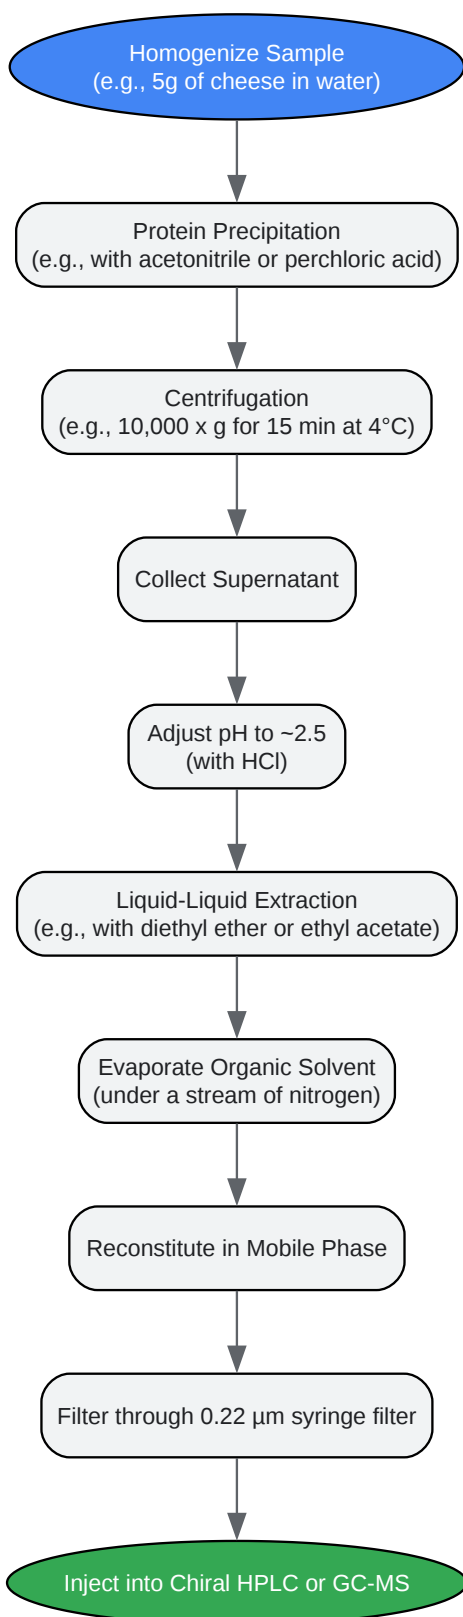 Homogenize Sample
(e.g., 5g of cheese in water)
Protein Precipitation
(e.g., with acetonitrile or perchloric acid)
Centrifugation
(e.g., 10,000 x g for 15 min at 4°C)
Collect Supernatant
Adjust pH to ~2.5
(with HCl)
Liquid-Liquid Extraction
(e.g., with diethyl ether or ethyl acetate)
Evaporate Organic Solvent
(under a stream of nitrogen)
Reconstitute in Mobile Phase
Filter through 0.22 µm syringe filter
Inject into Chiral HPLC or GC-MS